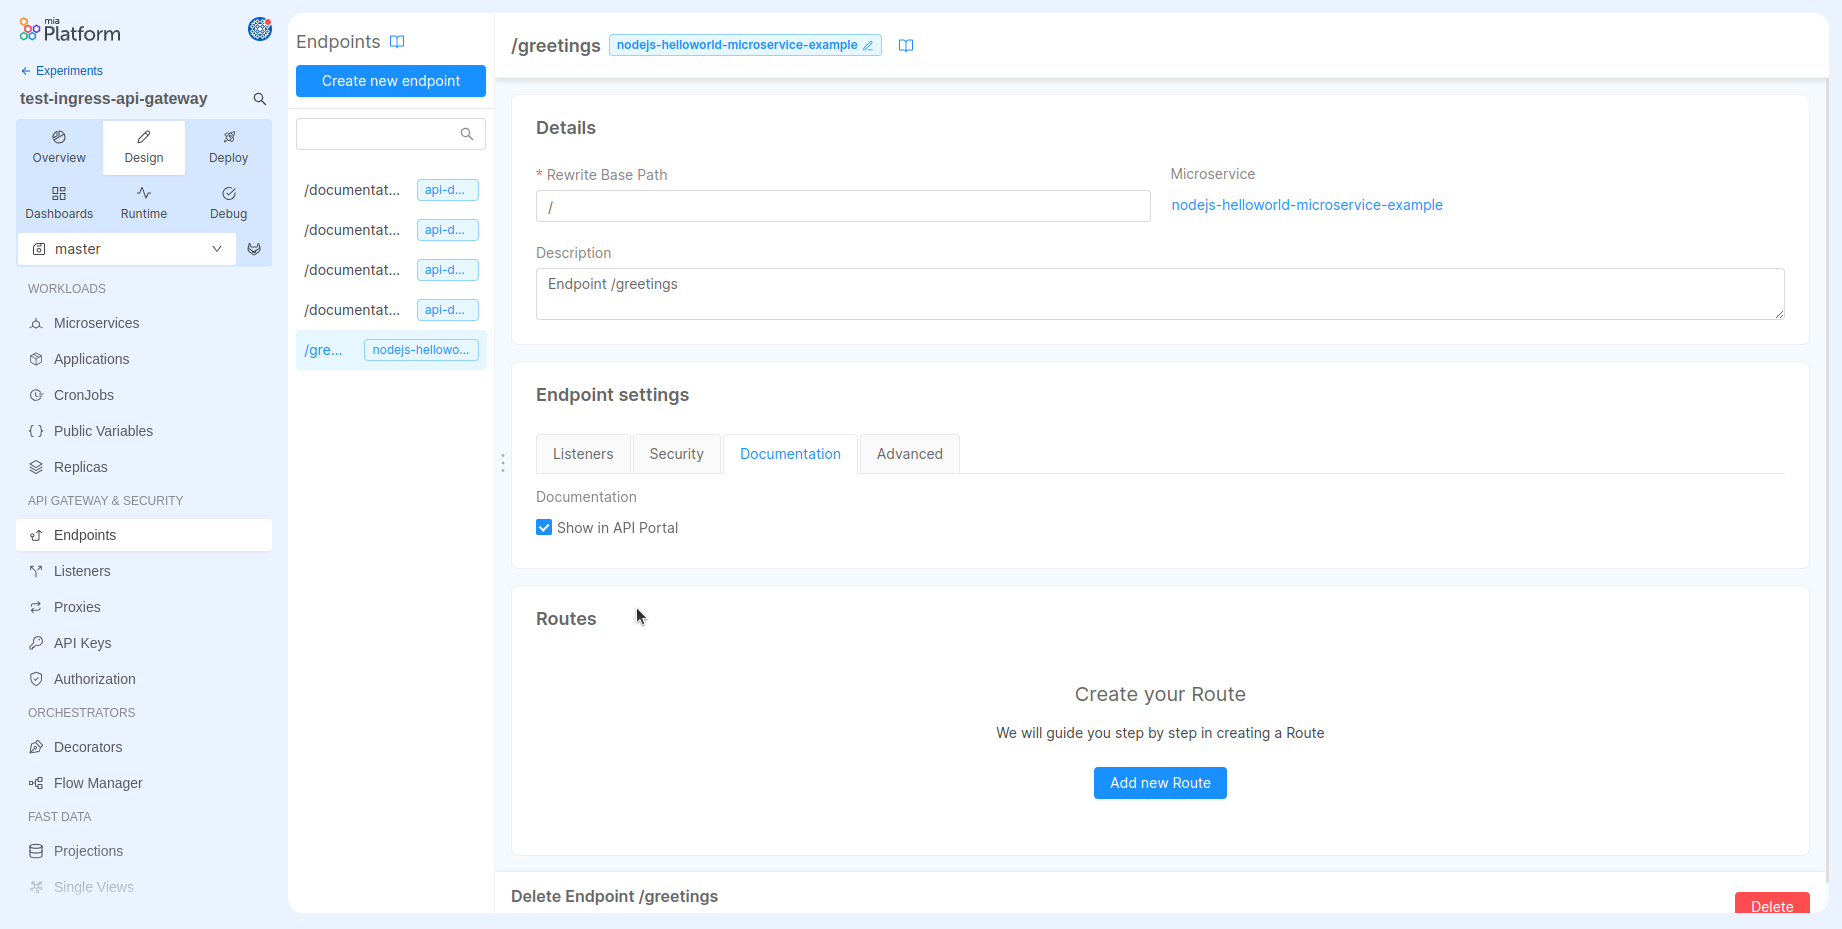 mia
Platform
Experiments
test-ingress-api-gateway
Overview
Design
Deploy
Dashboards
Runtime
Debug
master
WORKLOADS
Microservices
Applications
CronJobs
Public Variables
Replicas
API GATEWAY & SECURITY
Endpoints
Listeners
Proxies
API Keys
Authorization
ORCHESTRATORS
Decorators
Flow Manager
FAST DATA
Projections
Single Views
Endpoints
Create new endpoint
/documentat... api-d...
/documentat... api-d...
/documentat... api-d...
/documentat... api-d...
/gre... nodejs-hellowo...
/greetings nodejs-helloworld-microservice-example
Details
* Rewrite Base Path
/
Microservice
nodejs-helloworld-microservice-example
Description
Endpoint /greetings
Endpoint settings
Listeners
Security
Documentation
Advanced
Documentation
Show in API Portal
Routes
Create your Route
We will guide you step by step in creating a Route
Add new Route
Delete Endpoint /greetings
Delete